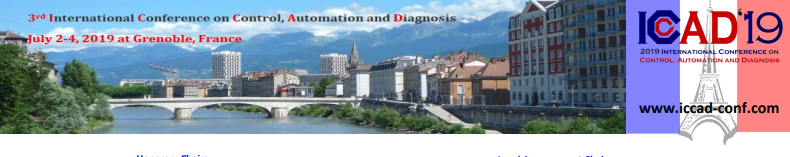 3rd International Conference on Control, Automation and Diagnosis
July 2-4, 2019 at Grenoble, France
ICCAD'19
2019 International Conference on
Control, Automation and Diagnosis
www.iccad-conf.com